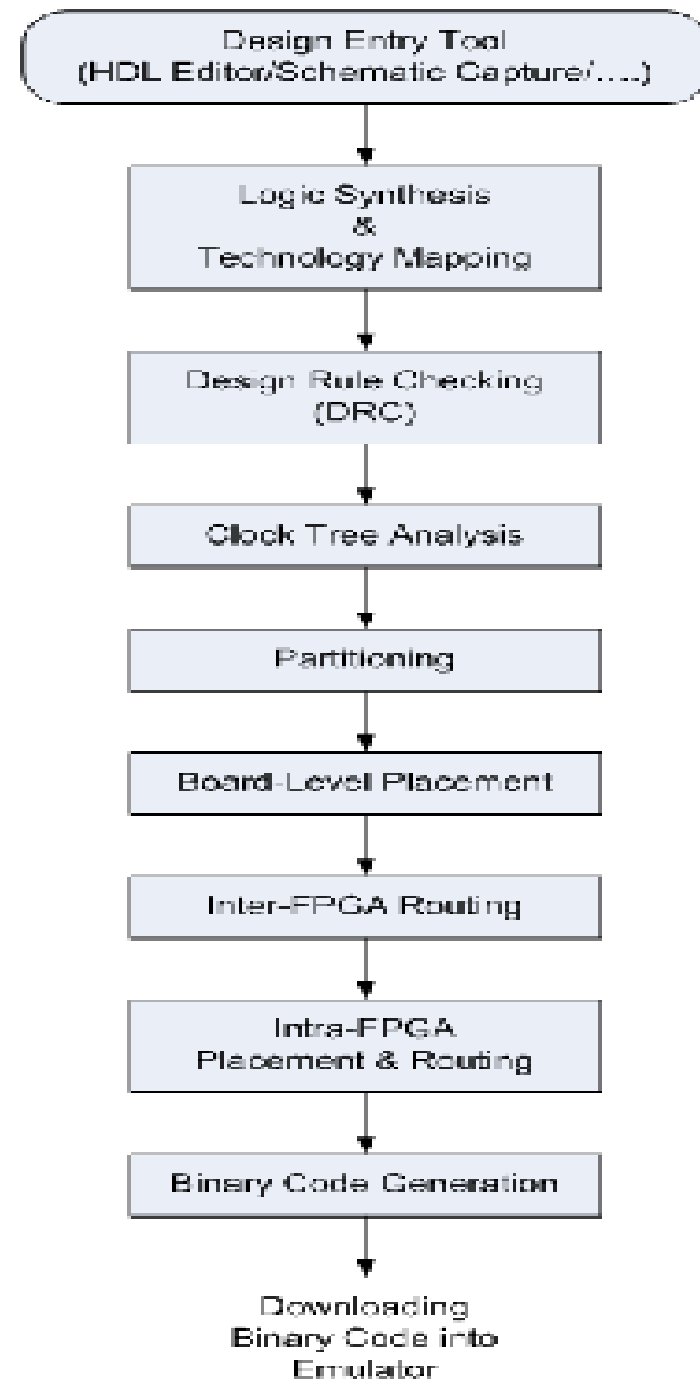 Design Entry Tool
(HDL Editor/Schematic Capture/....)
Logic Synthesis
&
Technology Mapping
Design Rule Checking
(DRC)
Clock Tree Analysis
Partitioning
Board-Level Placement
Inter-FPGA Routing
Intra-FPGA
Placement & Routing
Binary Code Generation
Downloading
Binary Code into
Emulator